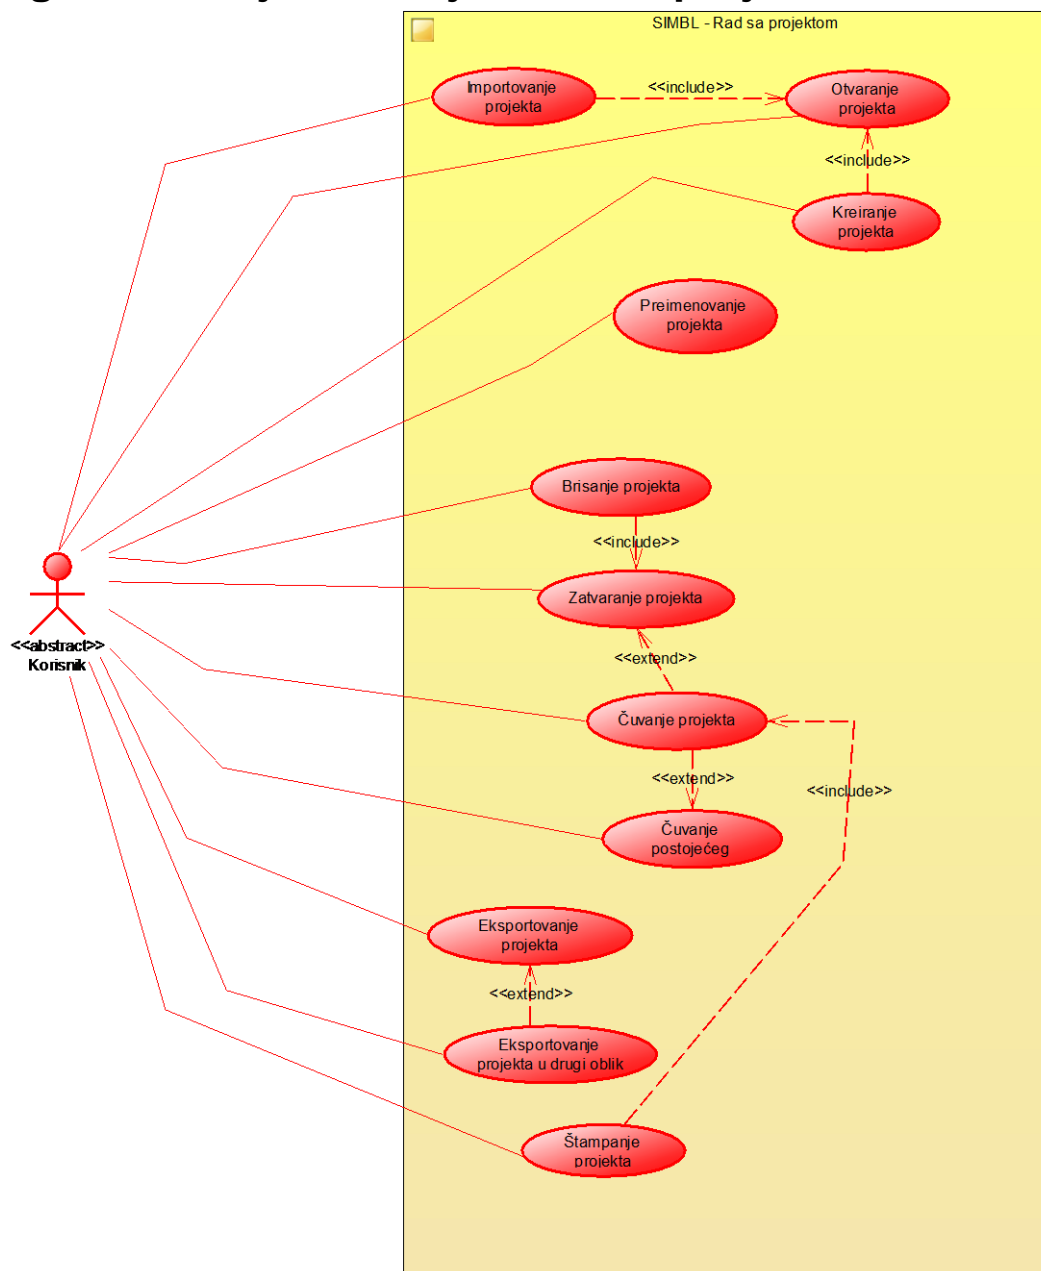 SIMBL - Rad sa projektom
Importovanje
projekta
<<include>>
Otvaranje
projekta
<<include>>
Kreiranje
projekta
Preimenovanje
projekta
Brisanje projekta
<<include>>
Zatvaranje projekta
<<abstract>>
Korisnik
<<extend>>
Čuvanje projekta
<<extend>>
<<include>>
Čuvanje
postojećeg
Eksportovanje
projekta
<<extend>>
Eksportovanje
projekta u drugi oblik
Štampanje
projekta